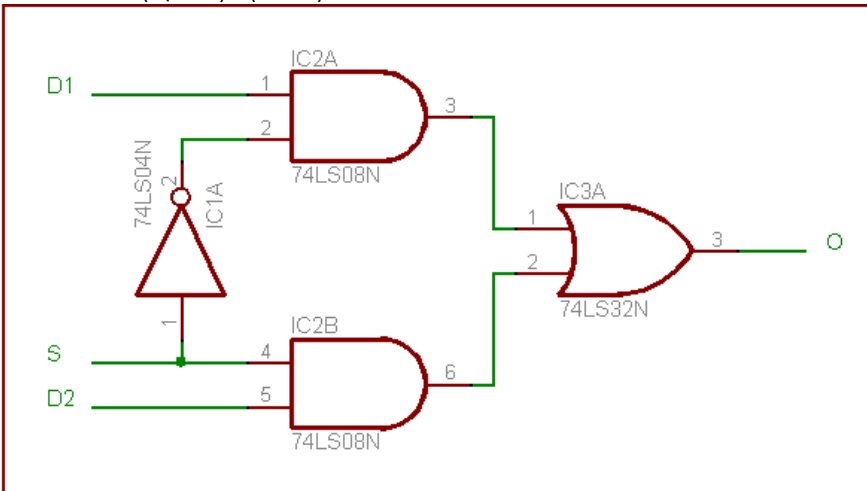 IC2A
D1
1
2
3
74LS08N
74LS04N
2
IC1A
1
IC3A
1
2
3
O
74LS32N
IC2B
S
4
D2
5
6
74LS08N